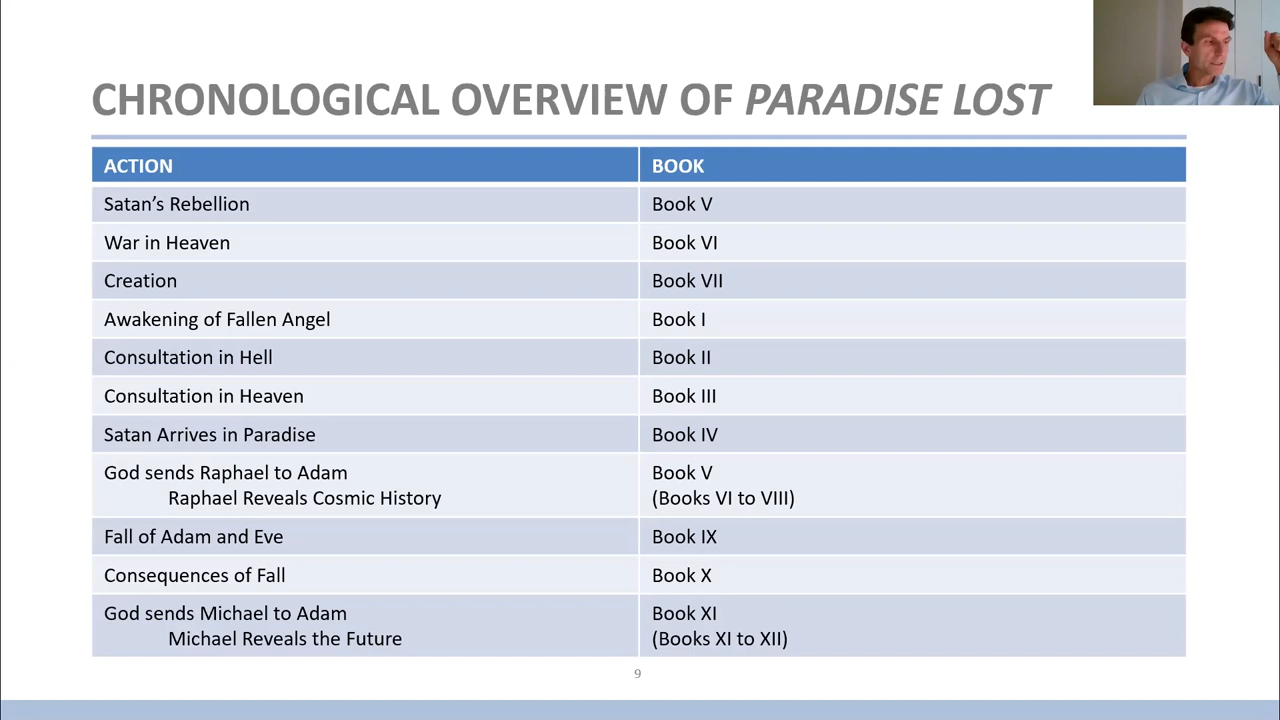 CHRONOLOGICAL OVERVIEW OF PARADISE LOST
ACTION BOOK
Satan's Rebellion Book V
War in Heaven Book VI
Creation Book VII
Awakening of Fallen Angel Book I
Consultation in Hell Book II
Consultation in Heaven Book III
Satan Arrives in Paradise Book IV
God sends Raphael to Adam Book V
Raphael Reveals Cosmic History (Books VI to VIII)
Fall of Adam and Eve Book IX
Consequences of Fall Book X
God sends Michael to Adam Book XI
Michael Reveals the Future (Books XI to XII)
9